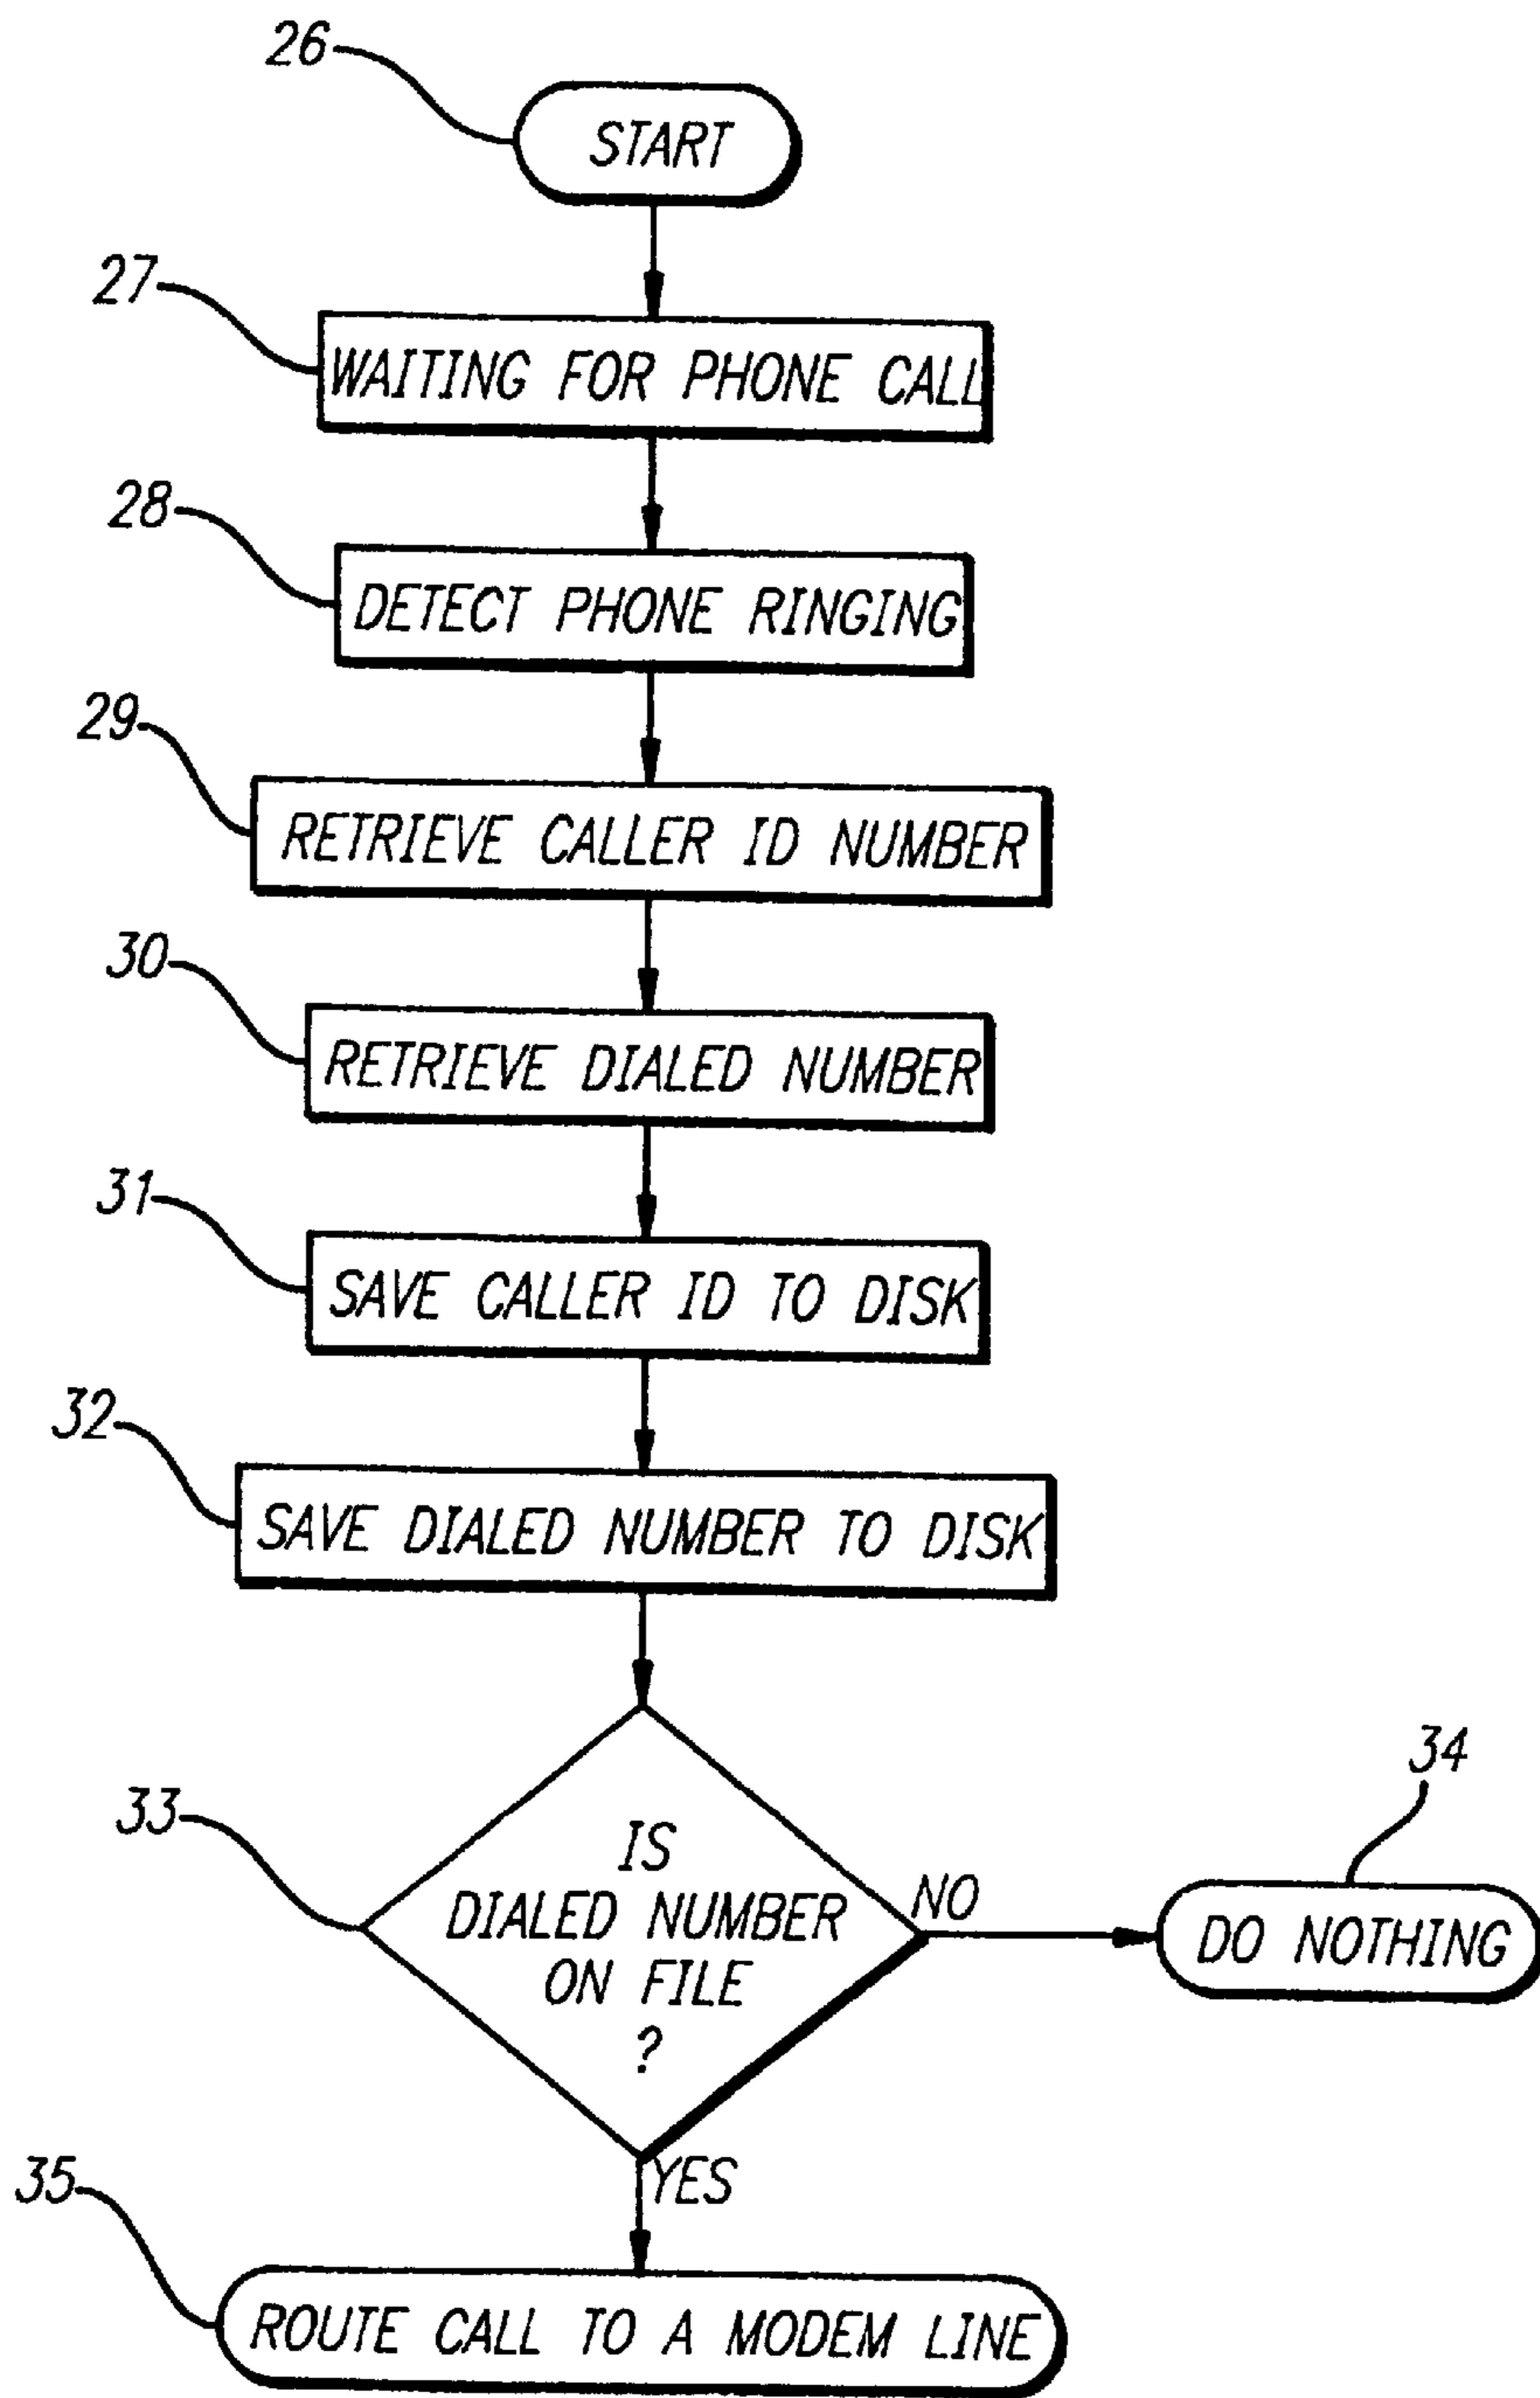 26
START
27
WAITING FOR PHONE CALL
28
DETECT PHONE RINGING
29
RETRIEVE CALLER ID NUMBER
30
RETRIEVE DIALED NUMBER
31
SAVE CALLER ID TO DISK
32
SAVE DIALED NUMBER TO DISK
33
IS
DIALED NUMBER
ON FILE
?
NO
34
DO NOTHING
YES
35
ROUTE CALL TO A MODEM LINE